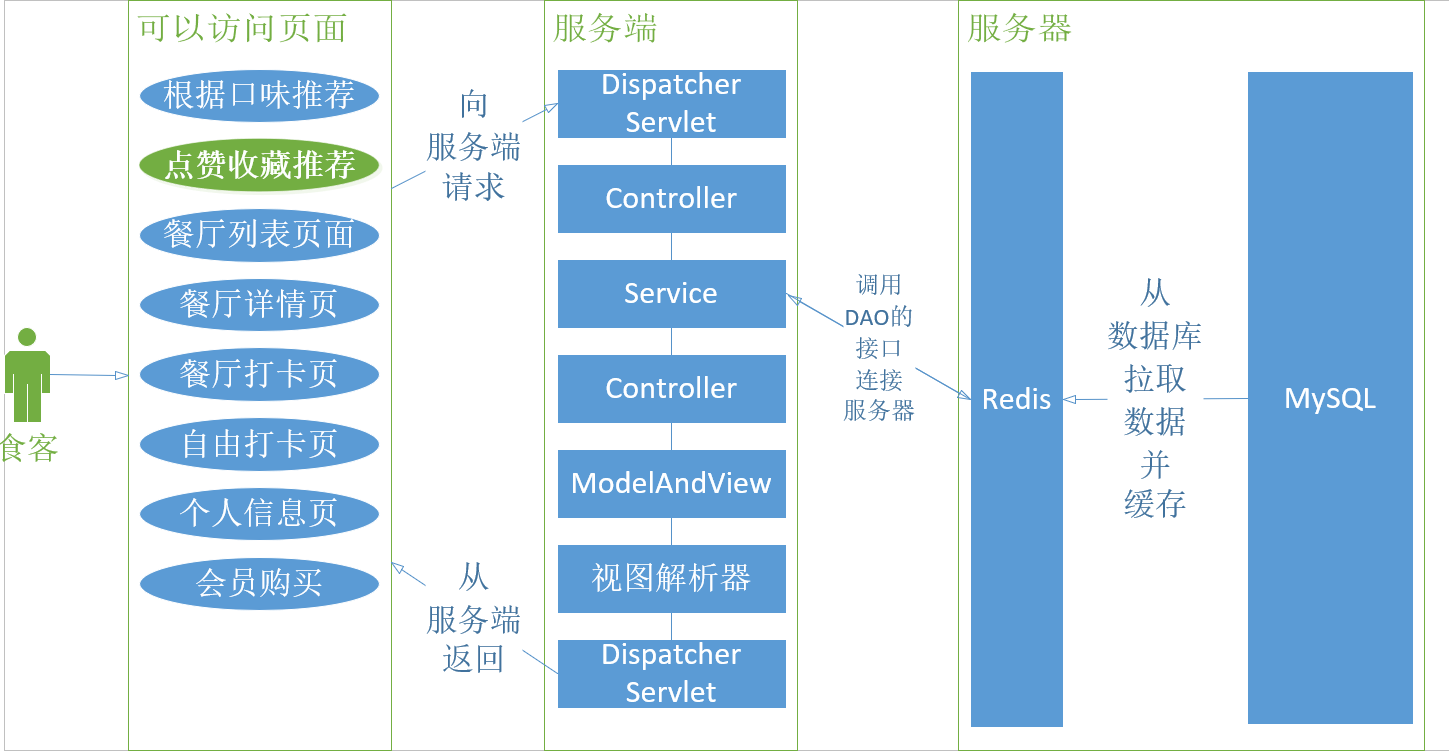 可以访问页面
根据口味推荐
点赞收藏推荐
餐厅列表页面
餐厅详情页
餐厅打卡页
自由打卡页
个人信息页
会员购买
食客
向
服务端
请求
从
服务端
返回
服务端
Dispatcher
Servlet
Controller
Service
Controller
ModelAndView
视图解析器
Dispatcher
Servlet
调用
DAO的
接口
连接
服务器
服务器
Redis
从
数据库
拉取
数据
并
缓存
MySQL